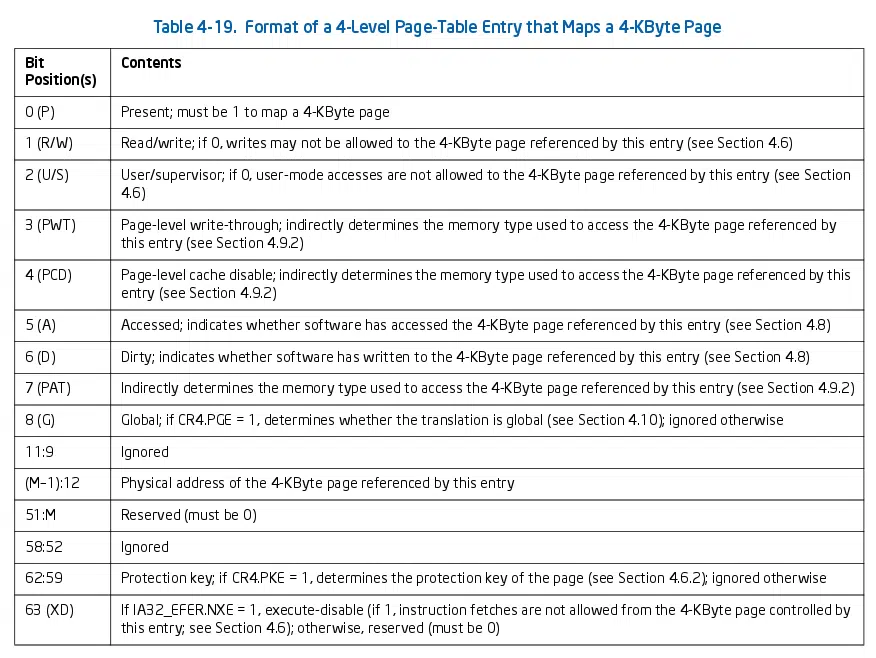 Table 4-19. Format of a 4-Level Page-Table Entry that Maps a 4-KByte Page
Bit Position(s) Contents
0 (P) Present; must be 1 to map a 4-KByte page
1 (R/W) Read/write; if 0, writes may not be allowed to the 4-KByte page referenced by this entry (see Section 4.6)
2 (U/S) User/supervisor; if 0, user-mode accesses are not allowed to the 4-KByte page referenced by this entry (see Section
4.6)
3 (PWT) Page-level write-through; indirectly determines the memory type used to access the 4-KByte page referenced by
this entry (see Section 4.9.2)
4 (PCD) Page-level cache disable; indirectly determines the memory type used to access the 4-KByte page referenced by this
entry (see Section 4.9.2)
5 (A) Accessed; indicates whether software has accessed the 4-KByte page referenced by this entry (see Section 4.8)
6 (D) Dirty; indicates whether software has written to the 4-KByte page referenced by this entry (see Section 4.8)
7 (PAT) Indirectly determines the memory type used to access the 4-KByte page referenced by this entry (see Section 4.9.2)
8 (G) Global; if CR4.PGE = 1, determines whether the translation is global (see Section 4.10); ignored otherwise
11:9 Ignored
(M–1):12 Physical address of the 4-KByte page referenced by this entry
51:M Reserved (must be 0)
58:52 Ignored
62:59 Protection key; if CR4.PKE = 1, determines the protection key of the page (see Section 4.6.2); ignored otherwise
63 (XD) If IA32_EFER.NXE = 1, execute-disable (if 1, instruction fetches are not allowed from the 4-KByte page controlled by
this entry; see Section 4.6); otherwise, reserved (must be 0)